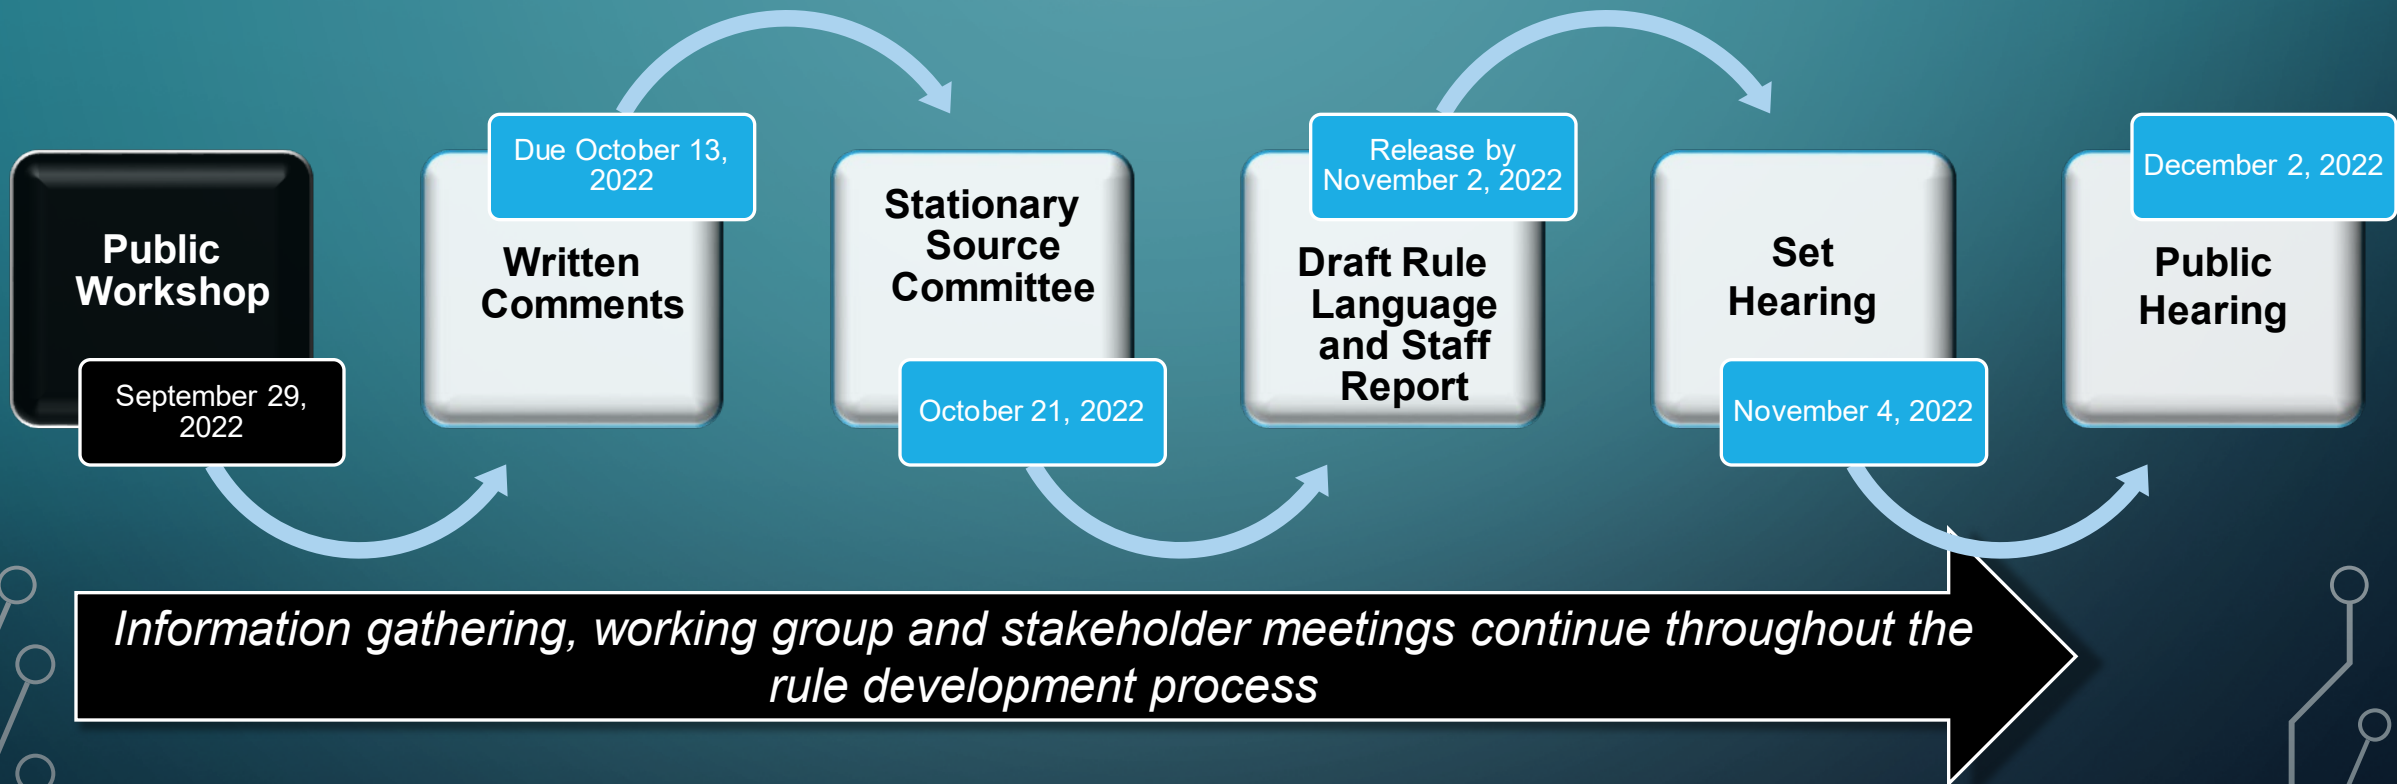 Public
Workshop
September 29,
2022
Due October 13,
2022
Written
Comments
Stationary
Source
Committee
October 21, 2022
Release by
November 2, 2022
Draft Rule
Language
and Staff
Report
Set
Hearing
November 4, 2022
December 2, 2022
Public
Hearing
Information gathering, working group and stakeholder meetings continue throughout the
rule development process